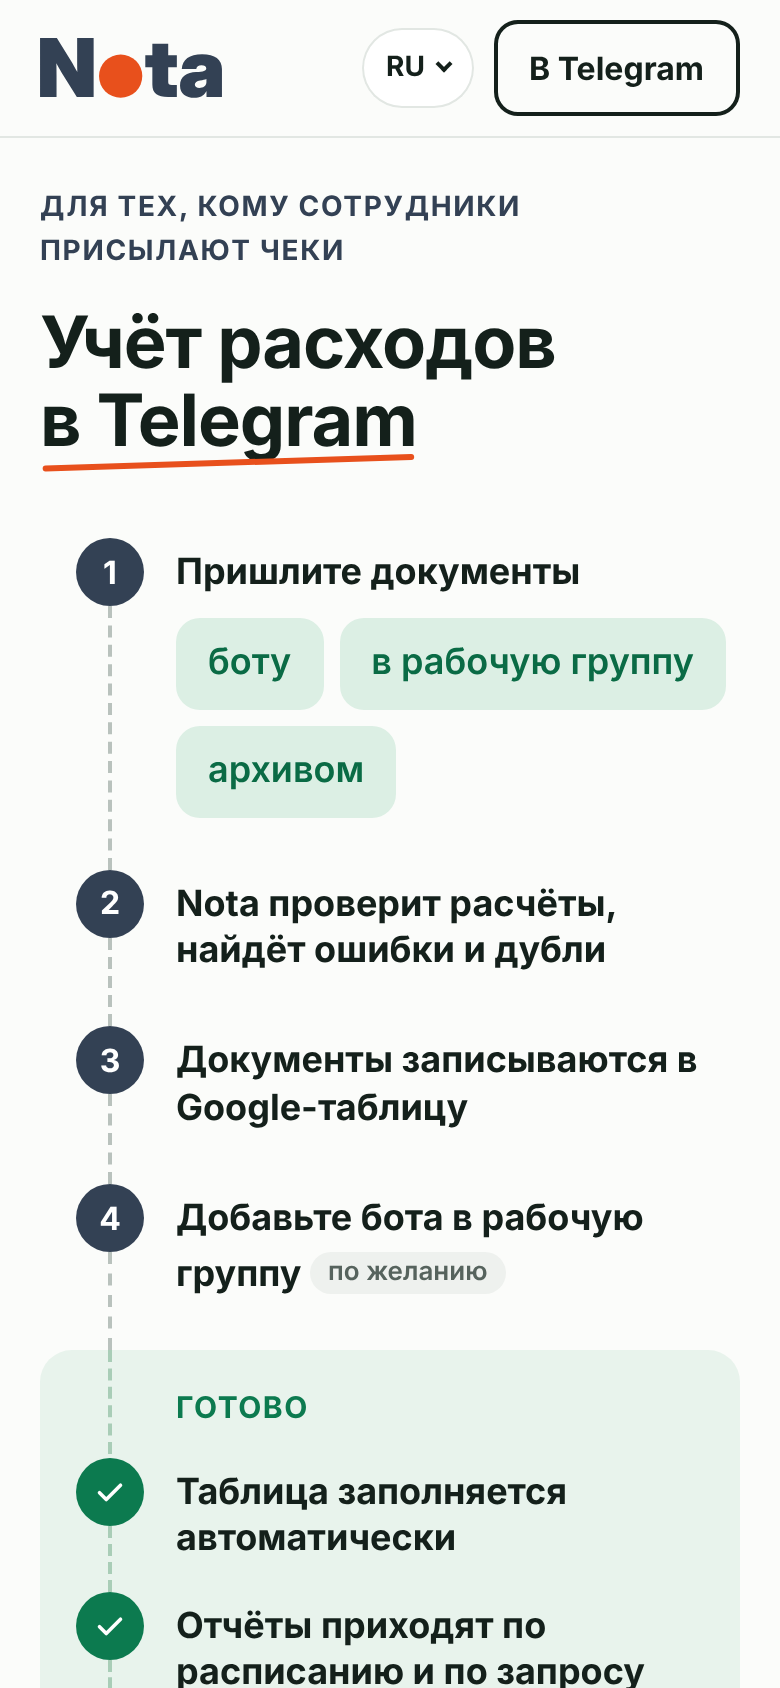 Nota
RU
В Telegram
ДЛЯ ТЕХ, КОМУ СОТРУДНИКИ
ПРИСЫЛАЮТ ЧЕКИ
Учёт расходов
в Telegram
1
Пришлите документы
боту
в рабочую группу
архивом
2
Nota проверит расчёты,
найдёт ошибки и дубли
3
Документы записываются в
Google-таблицу
4
Добавьте бота в рабочую
группу по желанию
ГОТОВО
Таблица заполняется
автоматически
Отчёты приходят по
расписанию и по запросу